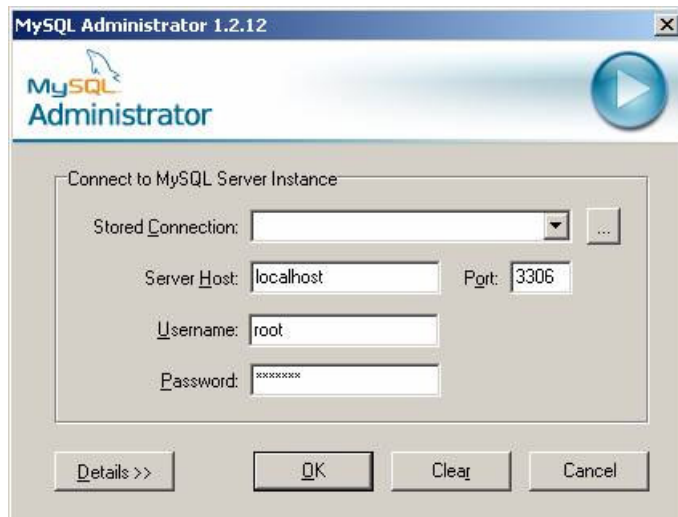 MySQL Administrator 1.2.12
MySQL
Administrator
Connect to MySQL Server Instance
Stored Connection:
...
Server Host: localhost Port: 3306
Username: root
Password: *******
Details >> OK Clear Cancel